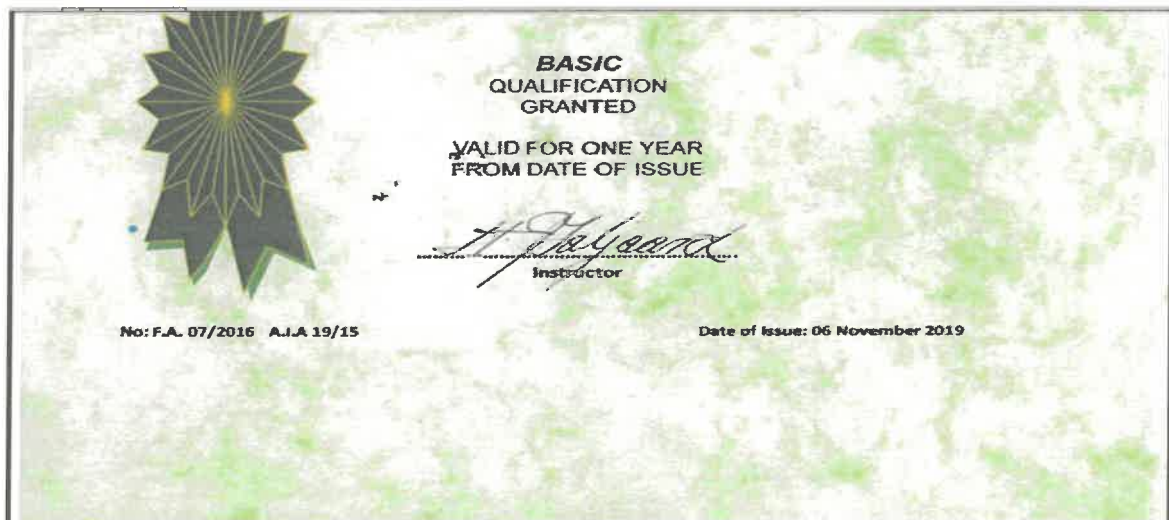 BASIC
QUALIFICATION
GRANTED
VALID FOR ONE YEAR
FROM DATE OF ISSUE
Instructor
No: F.A. 07/2016 A.I.A 19/15
Date of Issue: 06 November 2019